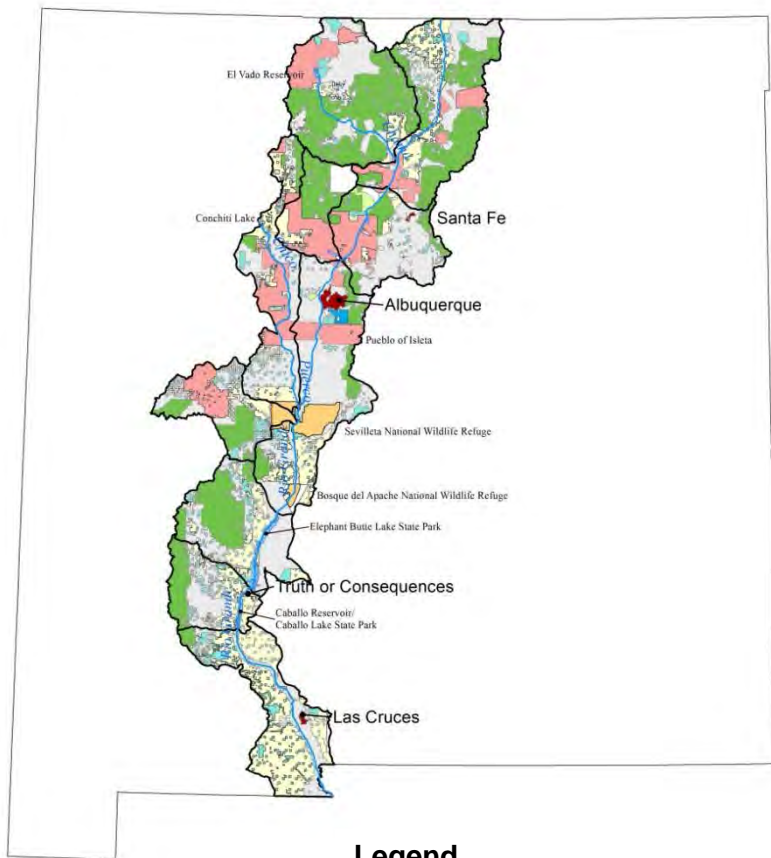 El Vado Reservoir
Conchiti Lake
Santa Fe
Albuquerque
Pueblo of Isleta
Sevilleta National Wildlife Refuge
Rio Grande
Bosque del Apache National Wildlife Refuge
Elephant Butte Lake State Park
Truth or Consequences
Caballo Reservoir/
Caballo Lake State Park
Las Cruces
Legend